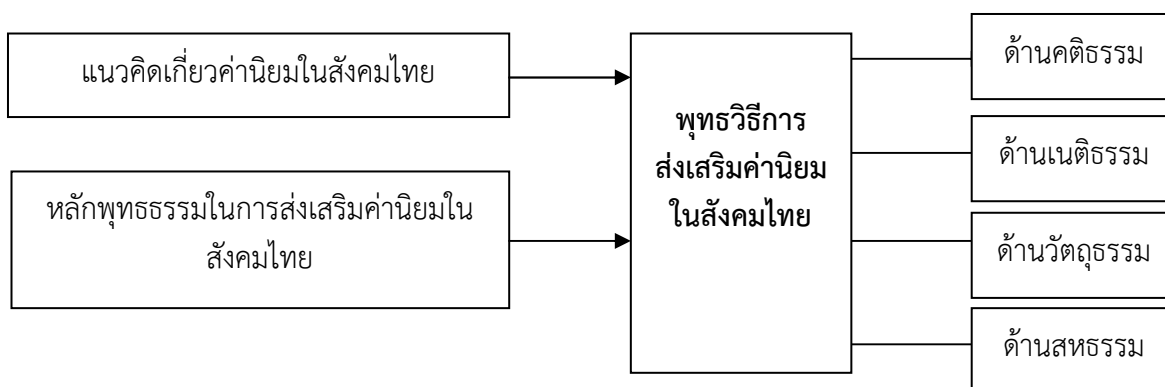 แนวคิดเกี่ยวค่านิยมในสังคมไทย
หลักพุทธธรรมในการส่งเสริมค่านิยมใน
สังคมไทย
พุทธวิธีการ
ส่งเสริมค่านิยม
ในสังคมไทย
ด้านคติธรรม
ด้านเนติธรรม
ด้านวัตถุธรรม
ด้านสหธรรม